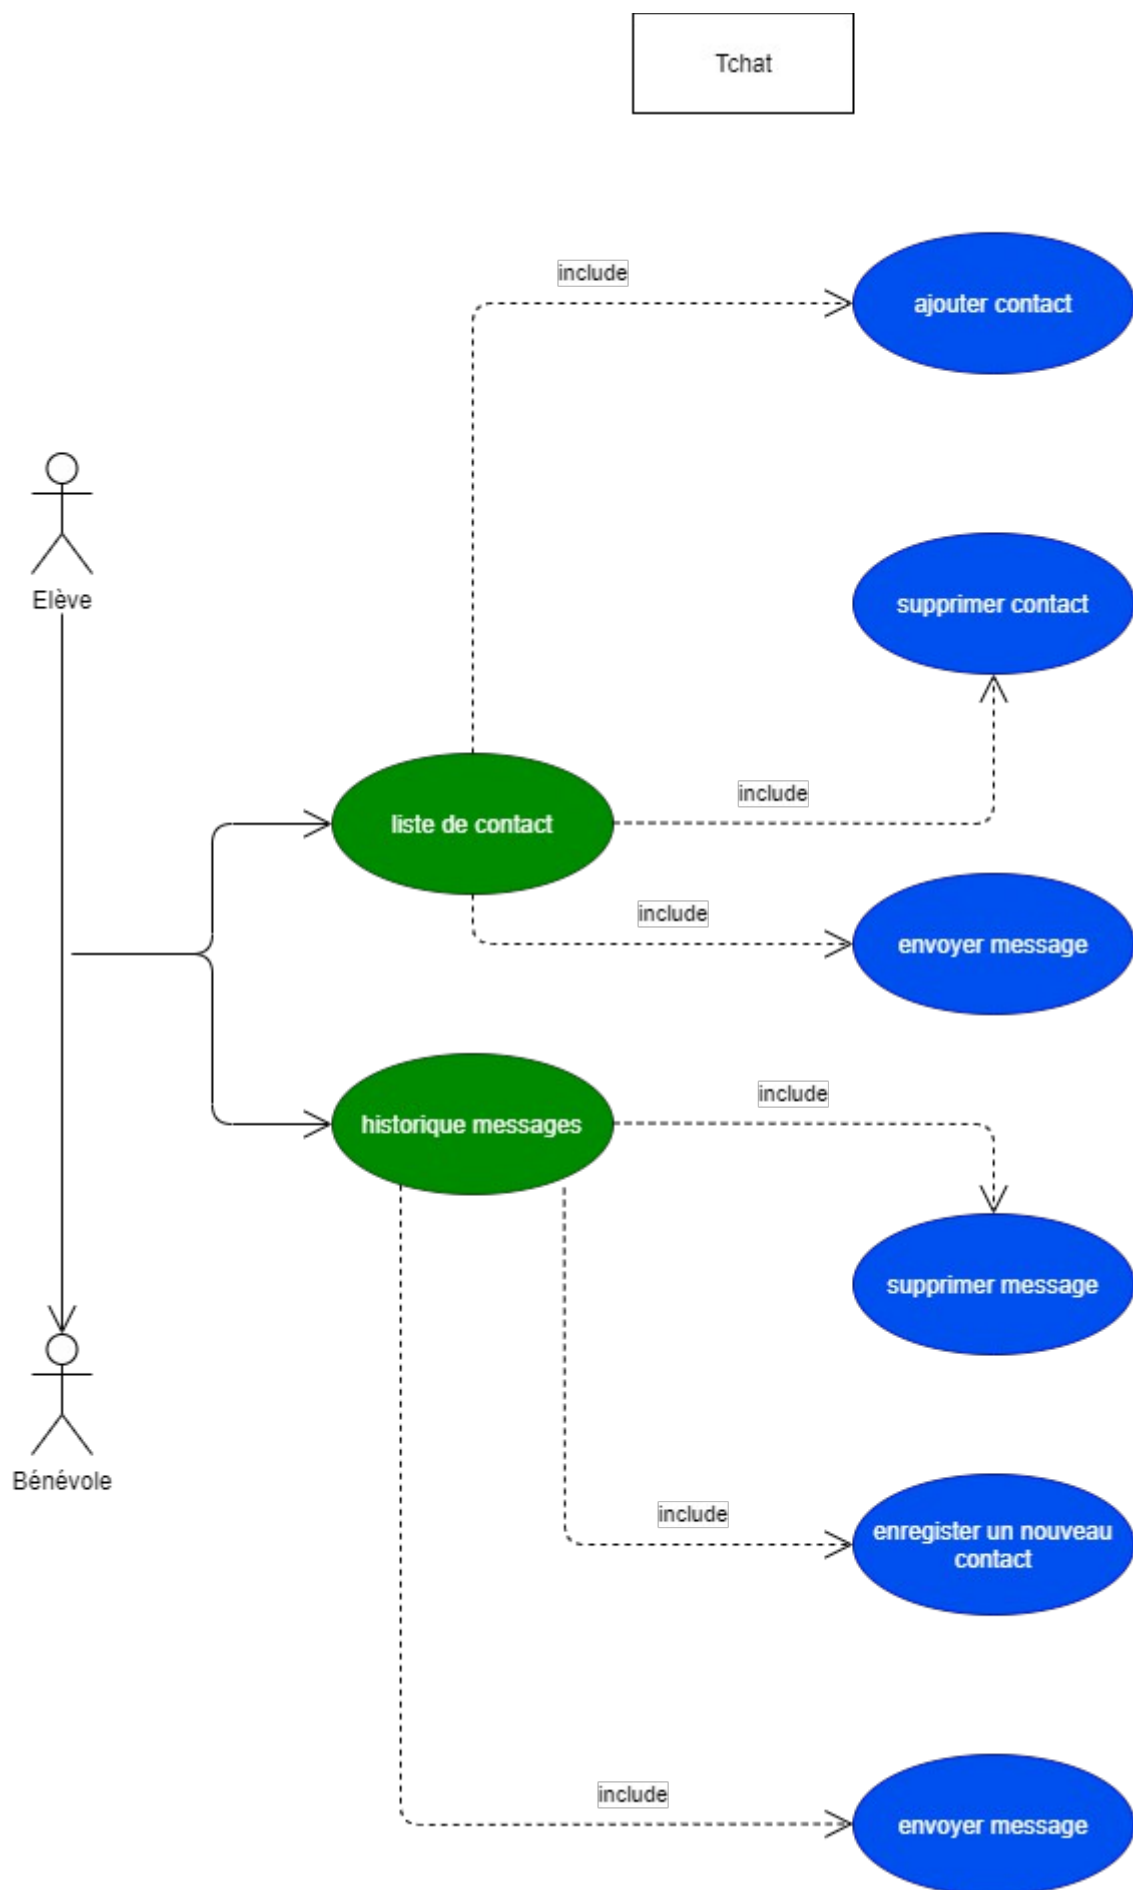 Tchat
include
ajouter contact
Elève
supprimer contact
include
liste de contact
include
envoyer message
include
historique messages
supprimer message
Bénévole
include
enregister un nouveau
contact
include
envoyer message